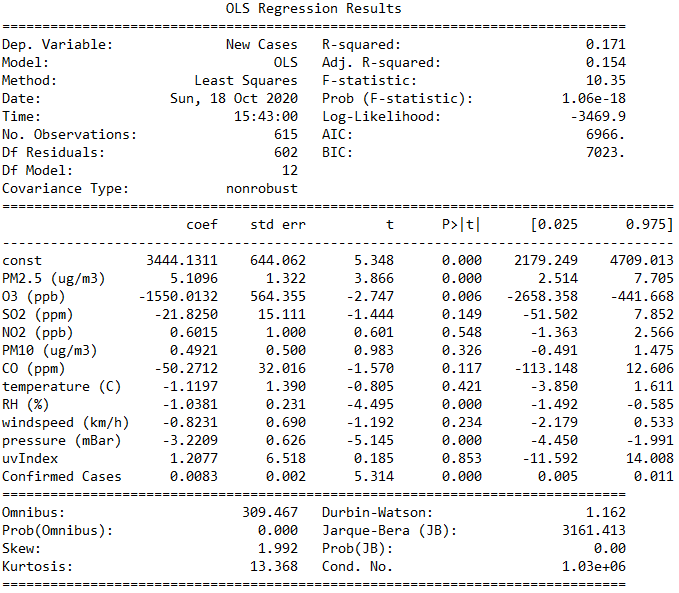 OLS Regression Results
==============================================================================
Dep. Variable: New Cases R-squared: 0.171
Model: OLS Adj. R-squared: 0.154
Method: Least Squares F-statistic: 10.35
Date: Sun, 18 Oct 2020 Prob (F-statistic): 1.06e-18
Time: 15:43:00 Log-Likelihood: -3469.9
No. Observations: 615 AIC: 6966.
Df Residuals: 602 BIC: 7023.
Df Model: 12
Covariance Type: nonrobust
====================================================================================
coef std err t P>|t| [0.025 0.975]
------------------------------------------------------------------------------------
const 3444.1311 644.062 5.348 0.000 2179.249 4709.013
PM2.5 (ug/m3) 5.1096 1.322 3.866 0.000 2.514 7.705
O3 (ppb) -1550.0132 564.355 -2.747 0.006 -2658.358 -441.668
SO2 (ppm) -21.8250 15.111 -1.444 0.149 -51.502 7.852
NO2 (ppb) 0.6015 1.000 0.601 0.548 -1.363 2.566
PM10 (ug/m3) 0.4921 0.500 0.983 0.326 -0.491 1.475
CO (ppm) -50.2712 32.016 -1.570 0.117 -113.148 12.606
temperature (C) -1.1197 1.390 -0.805 0.421 -3.850 1.611
RH (%) -1.0381 0.231 -4.495 0.000 -1.492 -0.585
windspeed (km/h) -0.8231 0.690 -1.192 0.234 -2.179 0.533
pressure (mBar) -3.2209 0.626 -5.145 0.000 -4.450 -1.991
uvIndex 1.2077 6.518 0.185 0.853 -11.592 14.008
Confirmed Cases 0.0083 0.002 5.314 0.000 0.005 0.011
==============================================================================
Omnibus: 309.467 Durbin-Watson: 1.162
Prob(Omnibus): 0.000 Jarque-Bera (JB): 3161.413
Skew: 1.992 Prob(JB): 0.00
Kurtosis: 13.368 Cond. No. 1.03e+06
==============================================================================